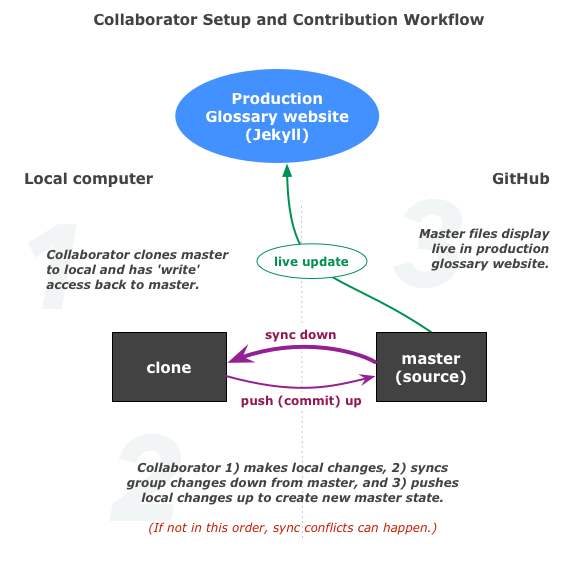 Collaborator Setup and Contribution Workflow
Production
Glossary website
(Jekyll)
Local computer
GitHub
1
Collaborator clones master
to local and has 'write'
access back to master.
3
Master files display
live in production
glossary website.
live update
sync down
clone
master
(source)
push (commit) up
2
Collaborator 1) makes local changes, 2) syncs
group changes down from master, and 3) pushes
local changes up to create new master state.
(If not in this order, sync conflicts can happen.)